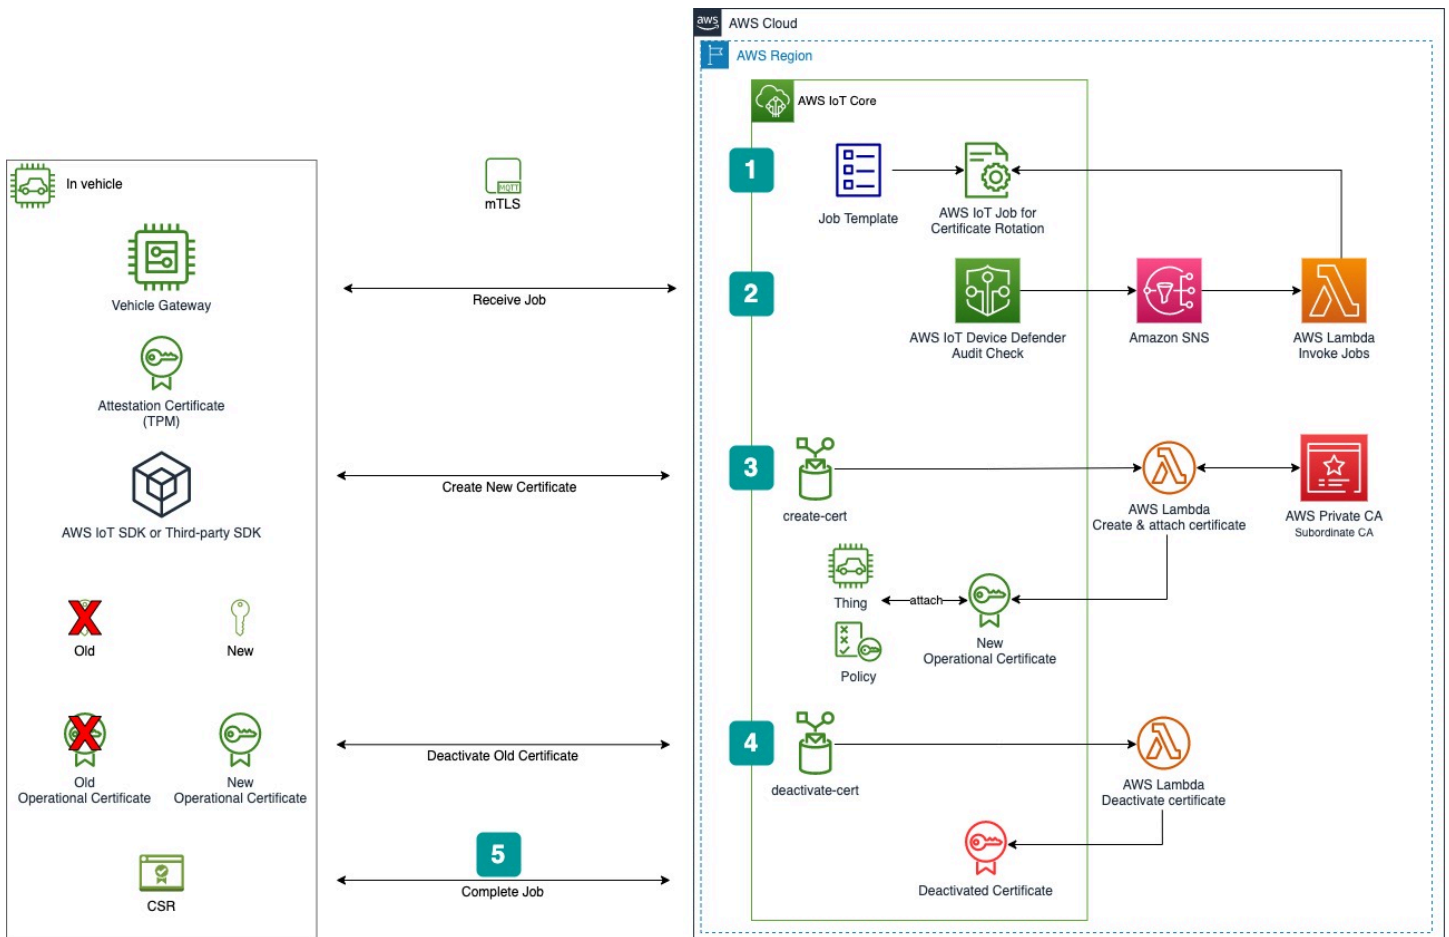 aws
AWS Cloud
AWS Region
AWS IoT Core
1
Job Template
AWS IoT Job for
Certificate Rotation
In vehicle
MQTT
mTLS
Vehicle Gateway
Receive Job
2
AWS IoT Device Defender
Audit Check
Amazon SNS
AWS Lambda
Invoke Jobs
Attestation Certificate
(TPM)
AWS IoT SDK or Third-party SDK
Create New Certificate
3
create-cert
AWS Lambda
Create & attach certificate
AWS Private CA
Subordinate CA
Thing
attach
New
Operational Certificate
Policy
Old
New
Old
Operational Certificate
New
Operational Certificate
Deactivate Old Certificate
4
deactivate-cert
AWS Lambda
Deactivate certificate
Deactivated Certificate
5
Complete Job
CSR